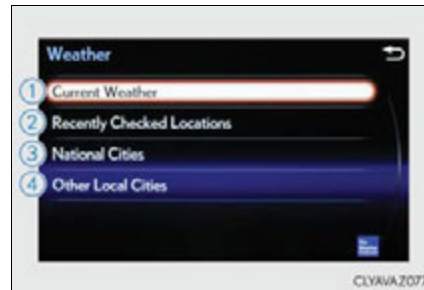 Weather
1 Current Weather
2 Recently Checked Locations
3 National Cities
4 Other Local Cities
CLYAVAZ077